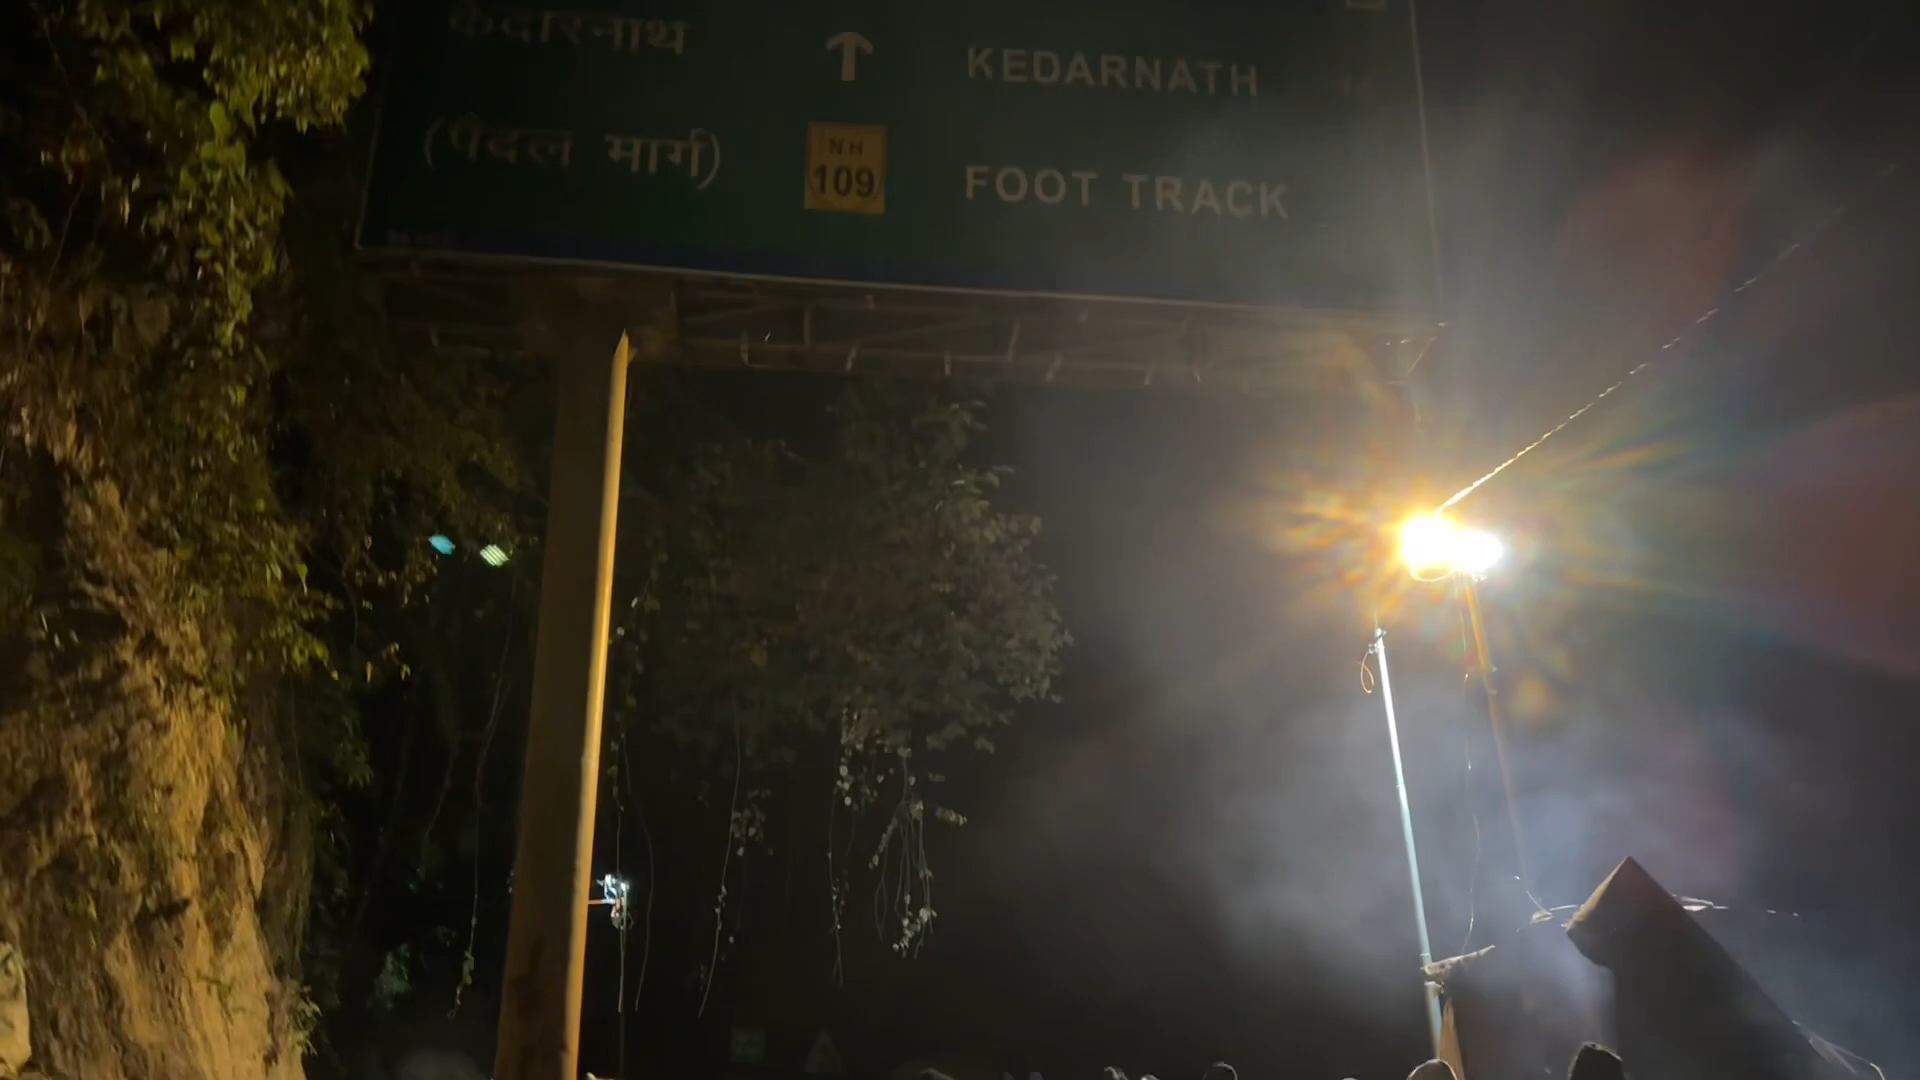 केदारनाथ
KEDARNATH
(पैदल मार्ग)
NH
109
FOOT TRACK